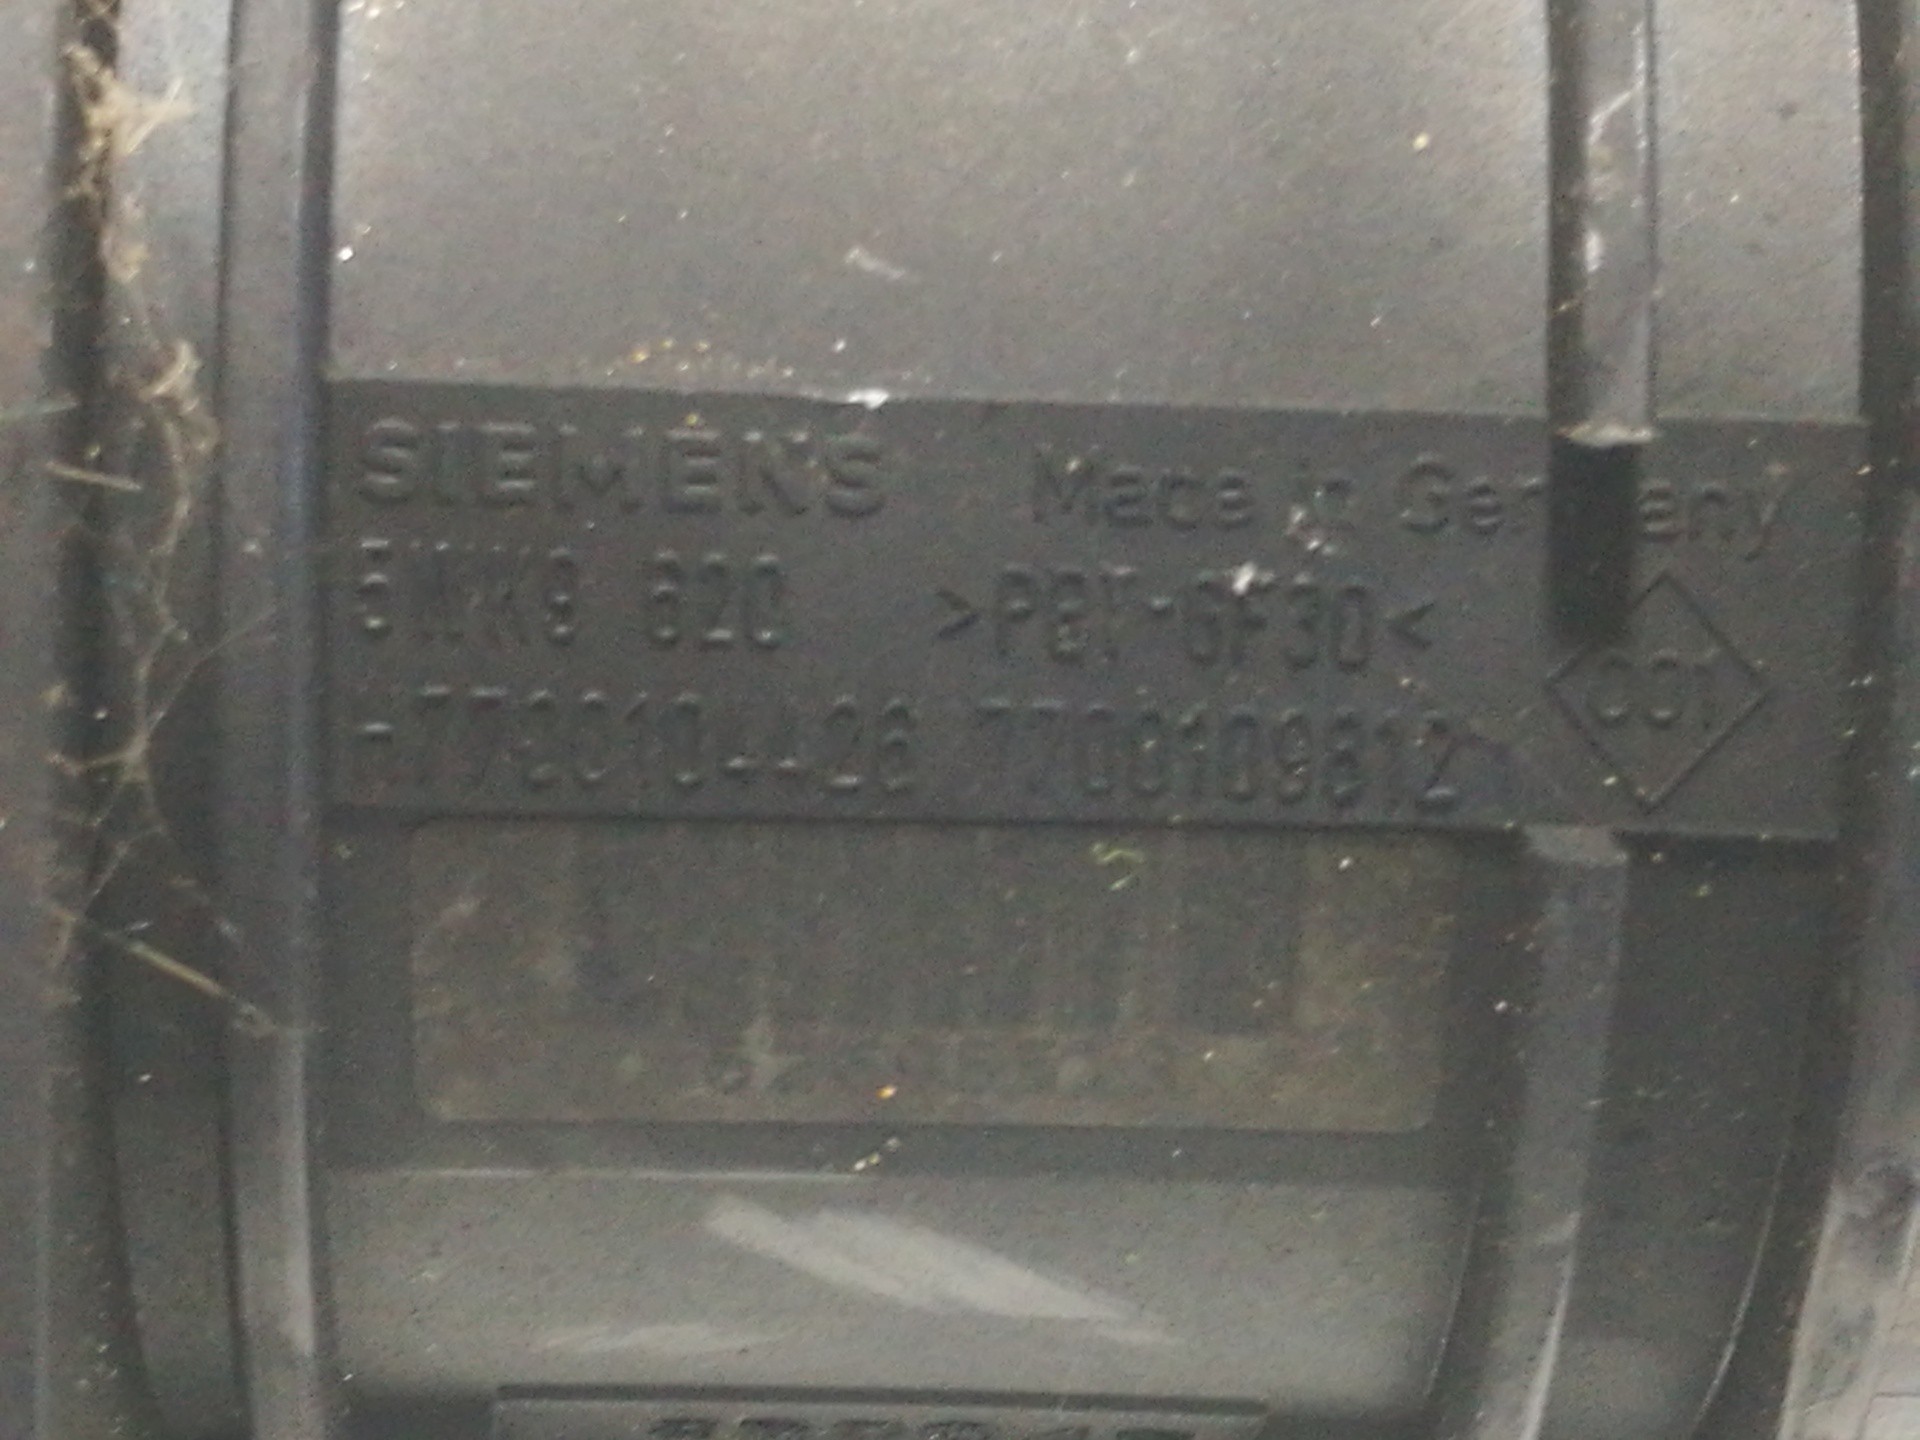 SIEMENS Made in Germany
5WK9 620 >PBT-GF30<
H7700104426 7700109812